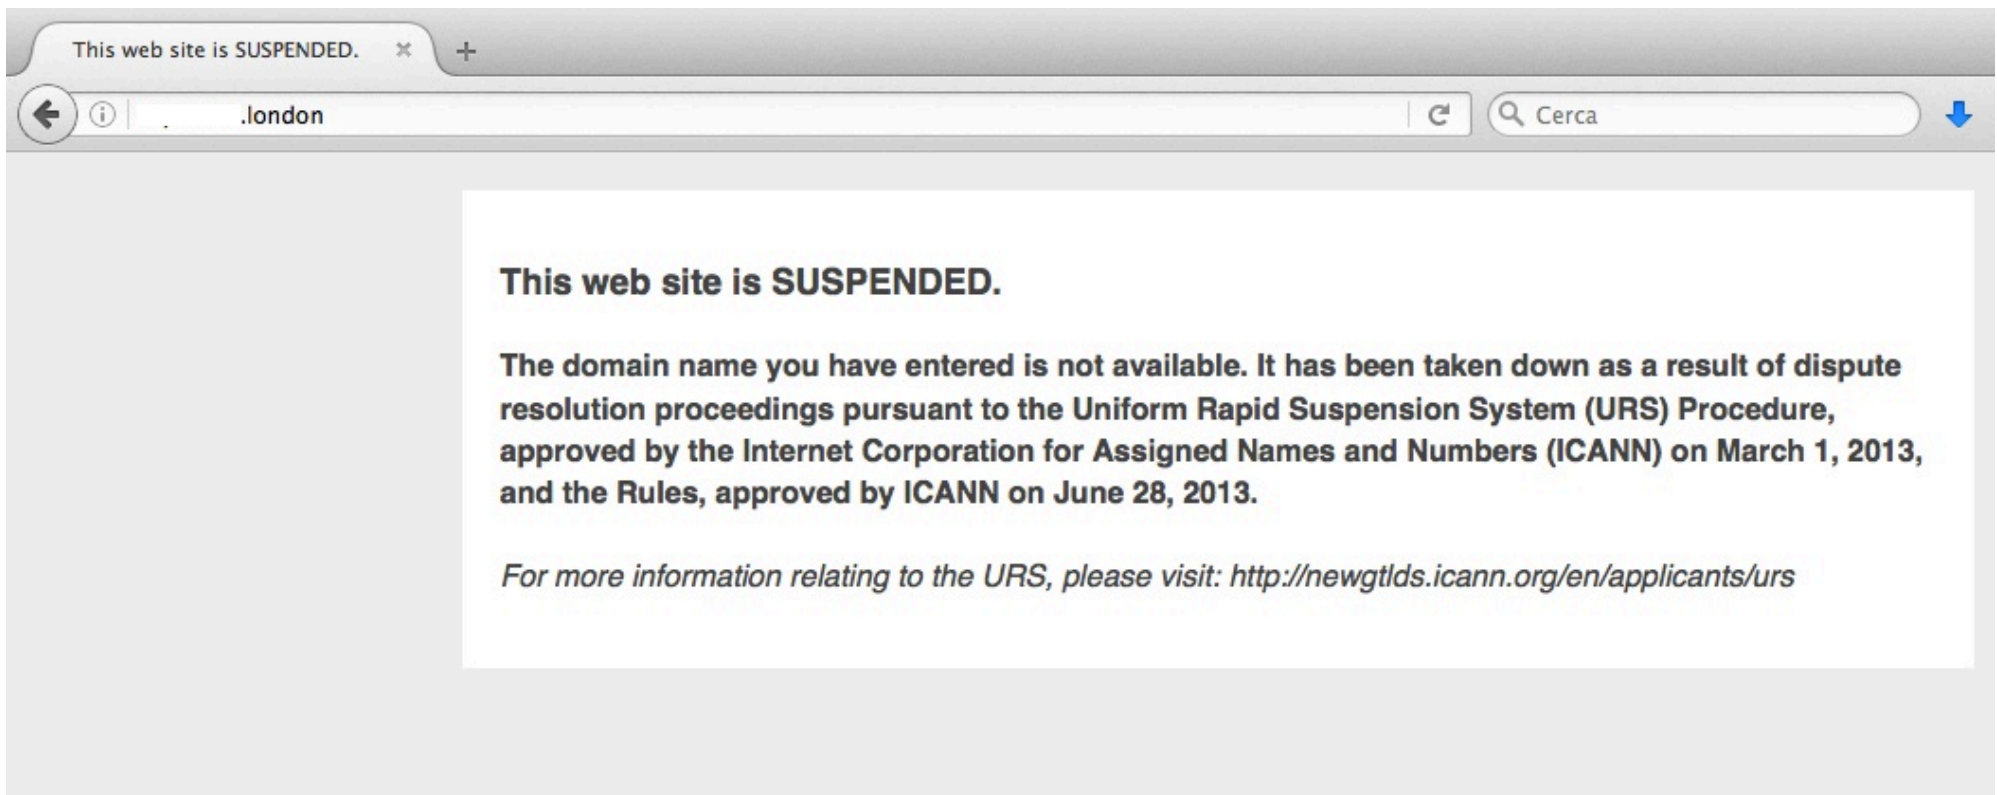 This web site is SUSPENDED.
.london
Cerca
This web site is SUSPENDED.
The domain name you have entered is not available. It has been taken down as a result of dispute
resolution proceedings pursuant to the Uniform Rapid Suspension System (URS) Procedure,
approved by the Internet Corporation for Assigned Names and Numbers (ICANN) on March 1, 2013,
and the Rules, approved by ICANN on June 28, 2013.
For more information relating to the URS, please visit: http://newgtlds.icann.org/en/applicants/urs